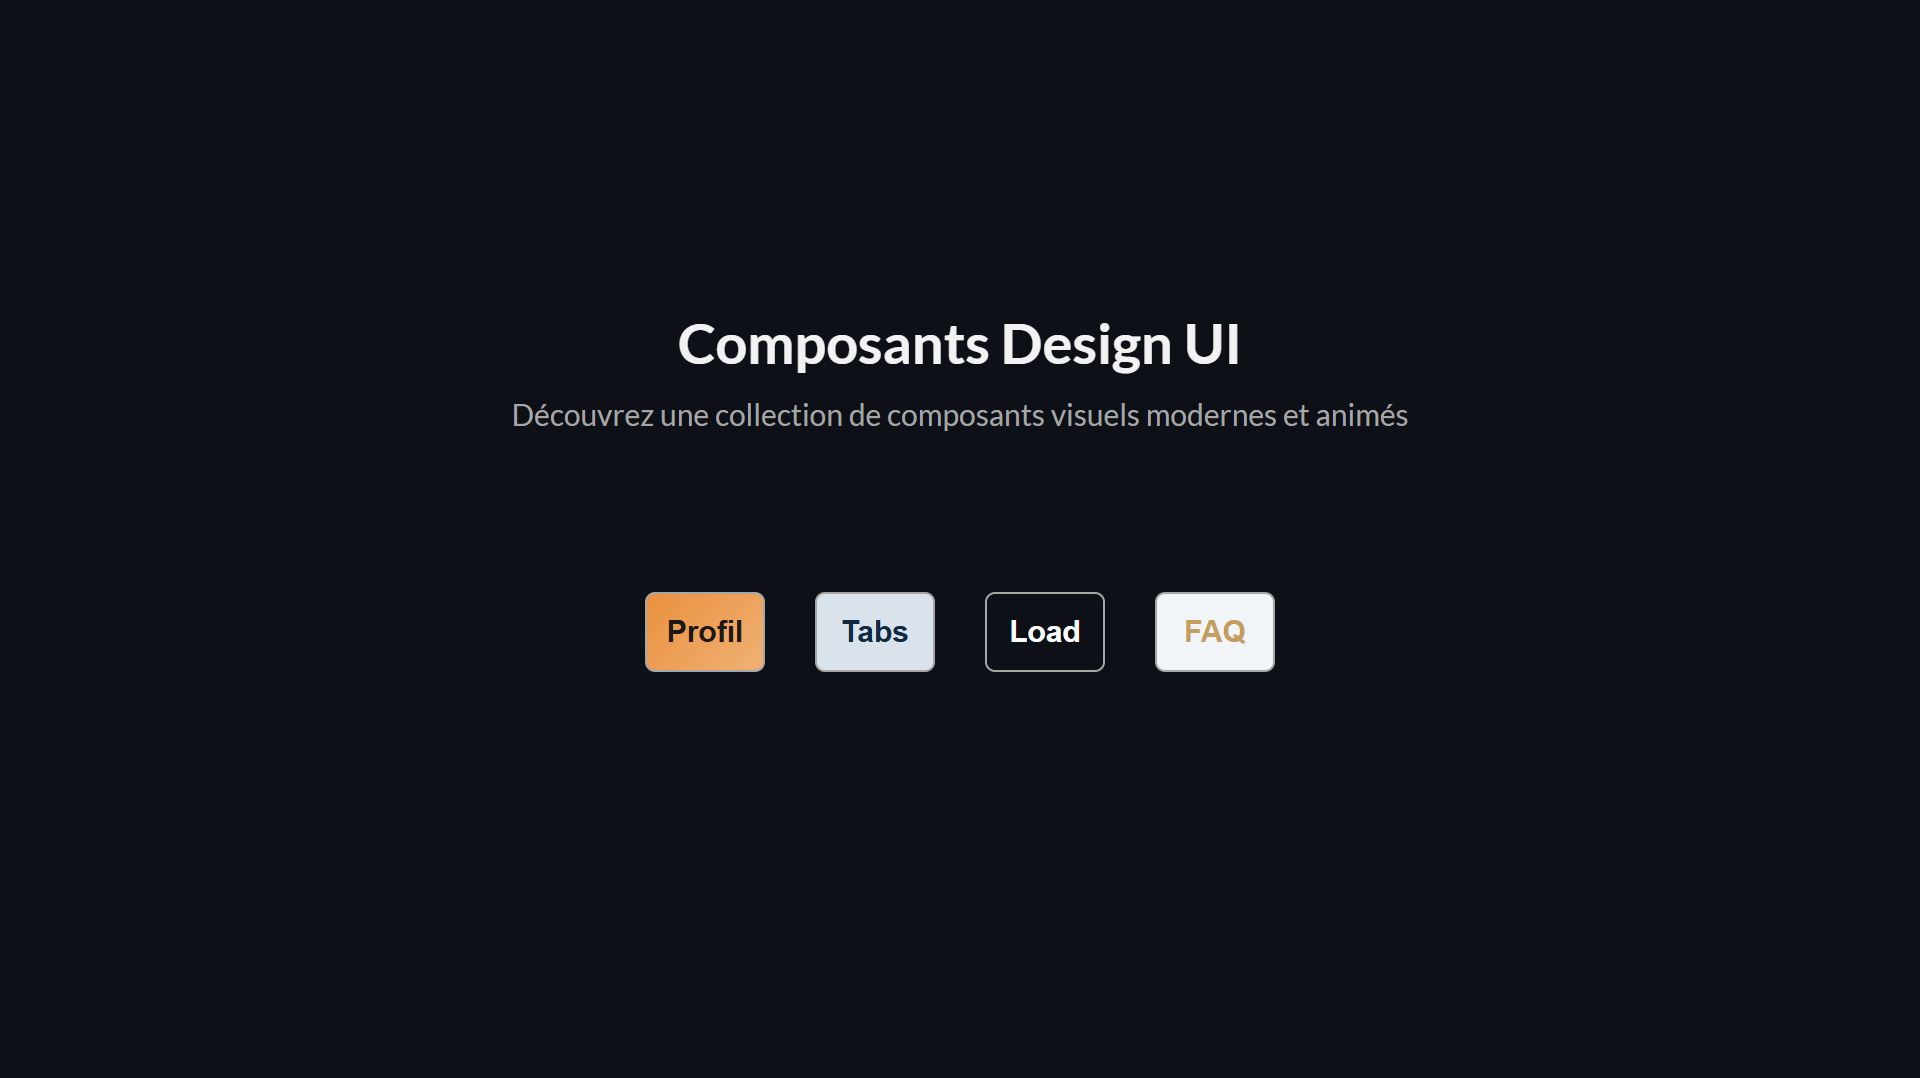 Composants Design UI
Découvrez une collection de composants visuels modernes et animés
Profil Tabs Load FAQ